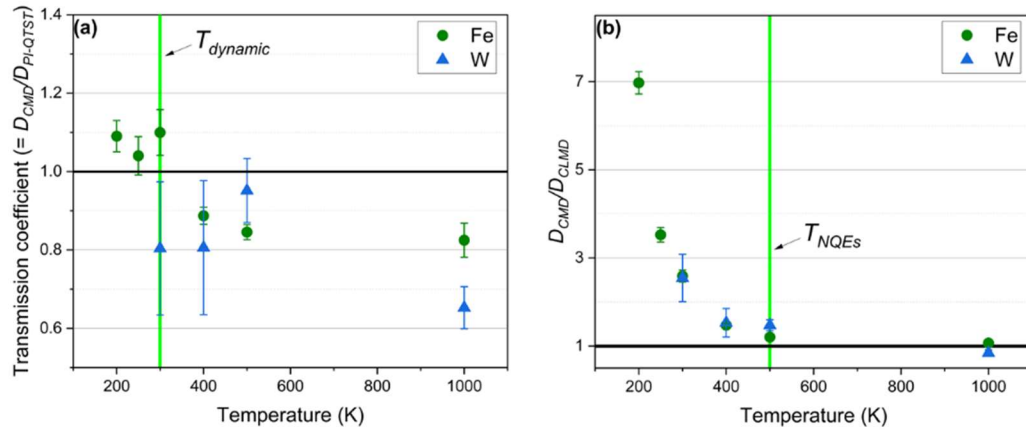 (a)
T_dynamic
Fe
W
Transmission coefficient (= D_CMD/D_PI-QTST)
1.4
1.2
1.0
0.8
0.6
200 400 600 800 1000
Temperature (K)
(b)
Fe
W
T_NQEs
D_CMD/D_CLMD
7
5
3
1
200 400 600 800 1000
Temperature (K)